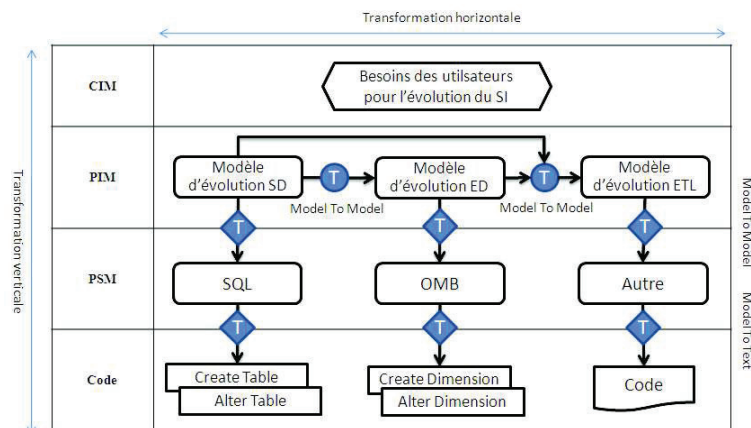 Transformation horizontale
Transformation verticale
CIM
Besoins des utilsateurs
pour l'évolution du SI
PIM
Modèle
d'évolution SD
T
Model To Model
Modèle
d'évolution ED
T
Model To Model
Modèle
d'évolution ETL
Model To Model
T
T
T
PSM
SQL
OMB
Autre
Model To Text
T
T
T
Code
Create Table
Alter Table
Create Dimension
Alter Dimension
Code